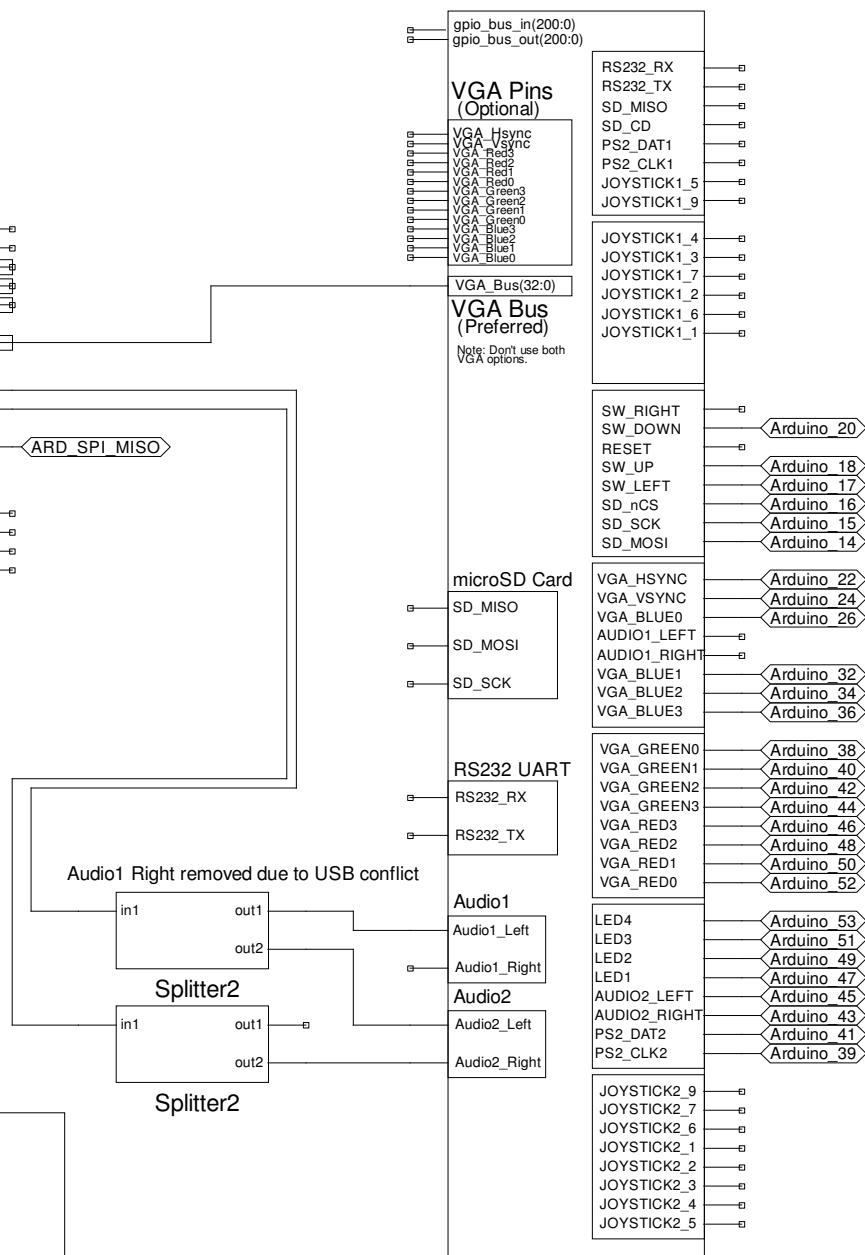 gpio_bus_in(200:0)
gpio_bus_out(200:0)
VGA Pins
(Optional)
VGA_Hsync
VGA_Vsync
VGA_Red3
VGA_Red2
VGA_Red1
VGA_Red0
VGA_Green3
VGA_Green2
VGA_Green1
VGA_Green0
VGA_Blue3
VGA_Blue2
VGA_Blue1
VGA_Blue0
VGA_Bus(32:0)
VGA Bus
(Preferred)
Note: Don't use both
VGA options.
ARD_SPI_MISO
microSD Card
SD_MISO
SD_MOSI
SD_SCK
RS232 UART
RS232_RX
RS232_TX
Audio1 Right removed due to USB conflict
in1 out1
out2
Splitter2
in1 out1
out2
Splitter2
Audio1
Audio1_Left
Audio1_Right
Audio2
Audio2_Left
Audio2_Right
RS232_RX
RS232_TX
SD_MISO
SD_CD
PS2_DAT1
PS2_CLK1
JOYSTICK1_5
JOYSTICK1_9
JOYSTICK1_4
JOYSTICK1_3
JOYSTICK1_7
JOYSTICK1_2
JOYSTICK1_6
JOYSTICK1_1
SW_RIGHT
SW_DOWN Arduino_20
RESET
SW_UP Arduino_18
SW_LEFT Arduino_17
SD_nCS Arduino_16
SD_SCK Arduino_15
SD_MOSI Arduino_14
VGA_HSYNC Arduino_22
VGA_VSYNC Arduino_24
VGA_BLUE0 Arduino_26
AUDIO1_LEFT
AUDIO1_RIGHT
VGA_BLUE1 Arduino_32
VGA_BLUE2 Arduino_34
VGA_BLUE3 Arduino_36
VGA_GREEN0 Arduino_38
VGA_GREEN1 Arduino_40
VGA_GREEN2 Arduino_42
VGA_GREEN3 Arduino_44
VGA_RED3 Arduino_46
VGA_RED2 Arduino_48
VGA_RED1 Arduino_50
VGA_RED0 Arduino_52
LED4 Arduino_53
LED3 Arduino_51
LED2 Arduino_49
LED1 Arduino_47
AUDIO2_LEFT Arduino_45
AUDIO2_RIGHT Arduino_43
PS2_DAT2 Arduino_41
PS2_CLK2 Arduino_39
JOYSTICK2_9
JOYSTICK2_7
JOYSTICK2_6
JOYSTICK2_1
JOYSTICK2_2
JOYSTICK2_3
JOYSTICK2_4
JOYSTICK2_5